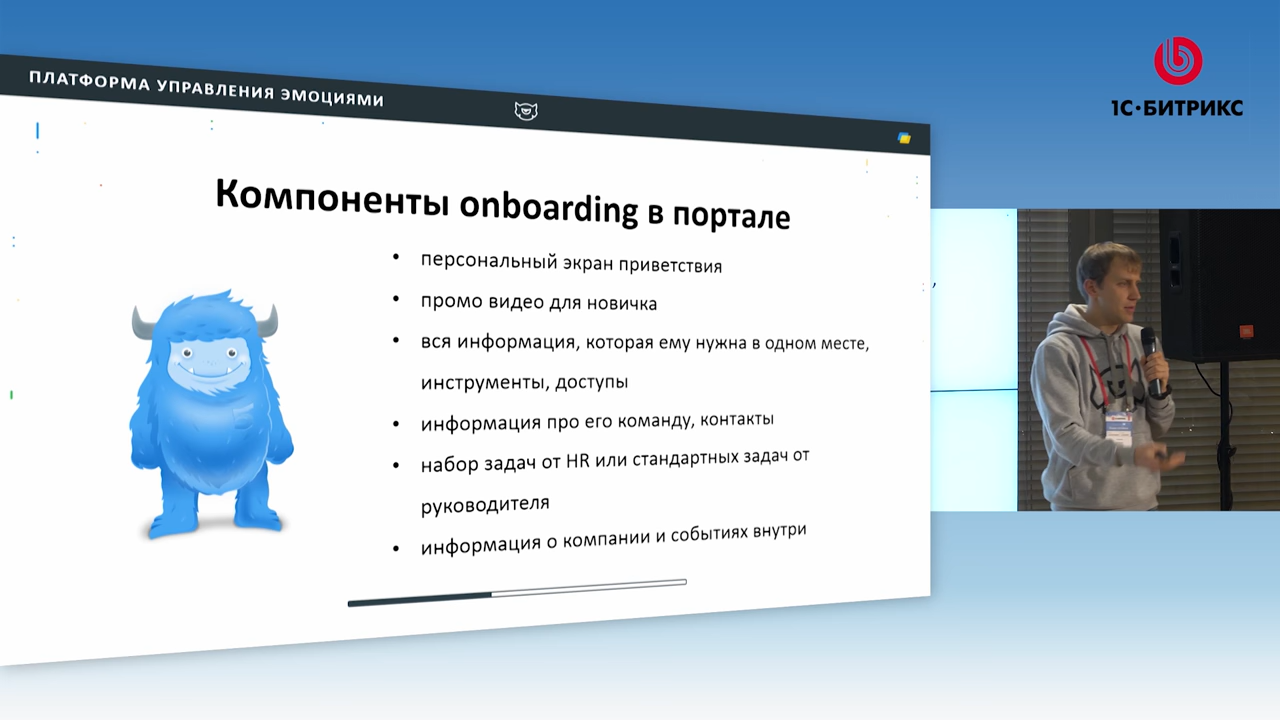 ПЛАТФОРМА УПРАВЛЕНИЯ ЭМОЦИЯМИ
1С·БИТРИКС
Компоненты onboarding в портале
• персональный экран приветствия
• промо видео для новичка
• вся информация, которая ему нужна в одном месте,
инструменты, доступы
• информация про его команду, контакты
• набор задач от HR или стандартных задач от
руководителя
• информация о компании и событиях внутри